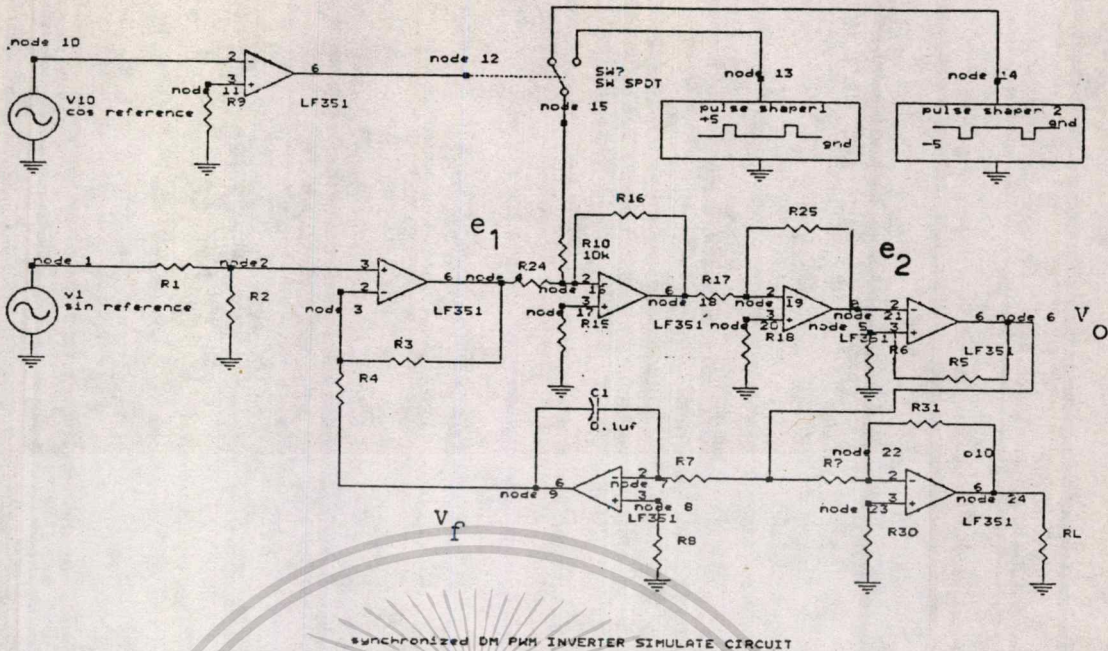 node 10
V10
cos reference
2
3
6
node 11
R9
LF351
node 12
SW?
SW SPDT
node 15
node 13
pulse shaper1
+5
gnd
node 14
pulse shaper 2
gnd
-5
node 1
V1
sin reference
R1
node2
R2
3
2
6
node 3
LF351
R3
R4
e1
node 4
R24
R10
10k
R16
2
3
6
node 16
node 17
R15
node 18
LF351
R17
R25
2
3
19
node 20
R18
e2
8
node 21
node 5
LF351
2
3
R6
6
node 6
LF351
R5
Vo
C1
0.1uf
6
node 9
2
node 7
3
node 8
LF351
R8
R7
Vf
R?
node 22
R31
o10
2
3
6
node 23
R30
node 24
LF351
RL
synchronized DM PWM INVERTER SIMULATE CIRCUIT